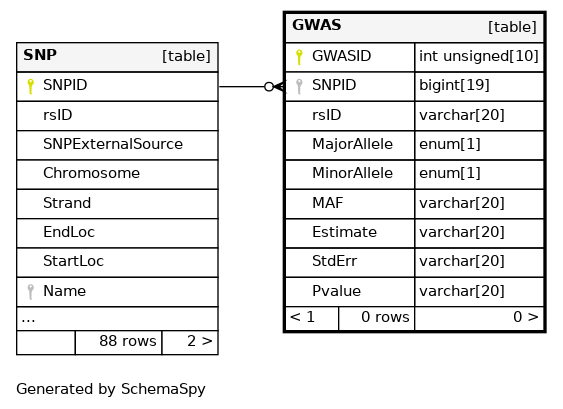 SNP [table]
SNPID
rsID
SNPExternalSource
Chromosome
Strand
EndLoc
StartLoc
Name
...
88 rows 2 >
GWAS [table]
GWASID int unsigned[10]
SNPID bigint[19]
rsID varchar[20]
MajorAllele enum[1]
MinorAllele enum[1]
MAF varchar[20]
Estimate varchar[20]
StdErr varchar[20]
Pvalue varchar[20]
< 1 0 rows 0 >
Generated by SchemaSpy